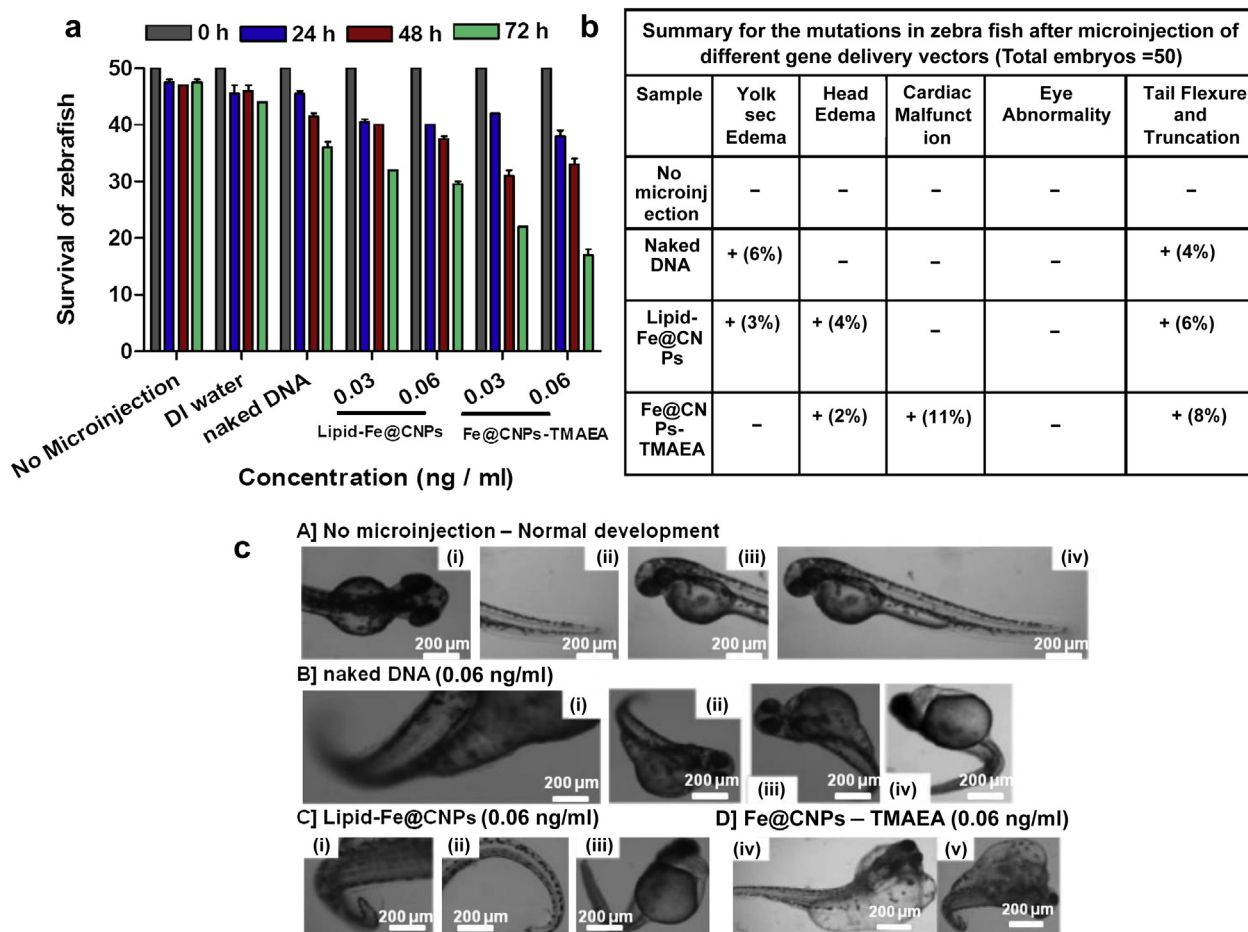 a
0 h 24 h 48 h 72 h
50
40
30
20
10
0
Survival of zebrafish
No Microinjection
DI water
naked DNA
0.03
0.06
0.03
0.06
Lipid-Fe@CNPs
Fe@CNPs-TMAEA
Concentration (ng / ml)
b
Summary for the mutations in zebra fish after microinjection of
different gene delivery vectors (Total embryos =50)
Sample
Yolk
sec
Edema
Head
Edema
Cardiac
Malfunct
ion
Eye
Abnormality
Tail Flexure
and
Truncation
No
microinj
ection
– – – – –
Naked
DNA
+ (6%) – – – + (4%)
Lipid-
Fe@CN
Ps
+ (3%) + (4%) – – + (6%)
Fe@CN
Ps-
TMAEA
– + (2%) + (11%) – + (8%)
c
A] No microinjection – Normal development
(i) (ii) (iii) (iv)
200 µm 200 µm 200 µm 200 µm
B] naked DNA (0.06 ng/ml)
(i) (ii) (iii) (iv)
200 µm 200 µm 200 µm 200 µm
C] Lipid-Fe@CNPs (0.06 ng/ml)
(i) (ii) (iii)
200 µm 200 µm 200 µm
D] Fe@CNPs – TMAEA (0.06 ng/ml)
(iv) (v)
200 µm 200 µm